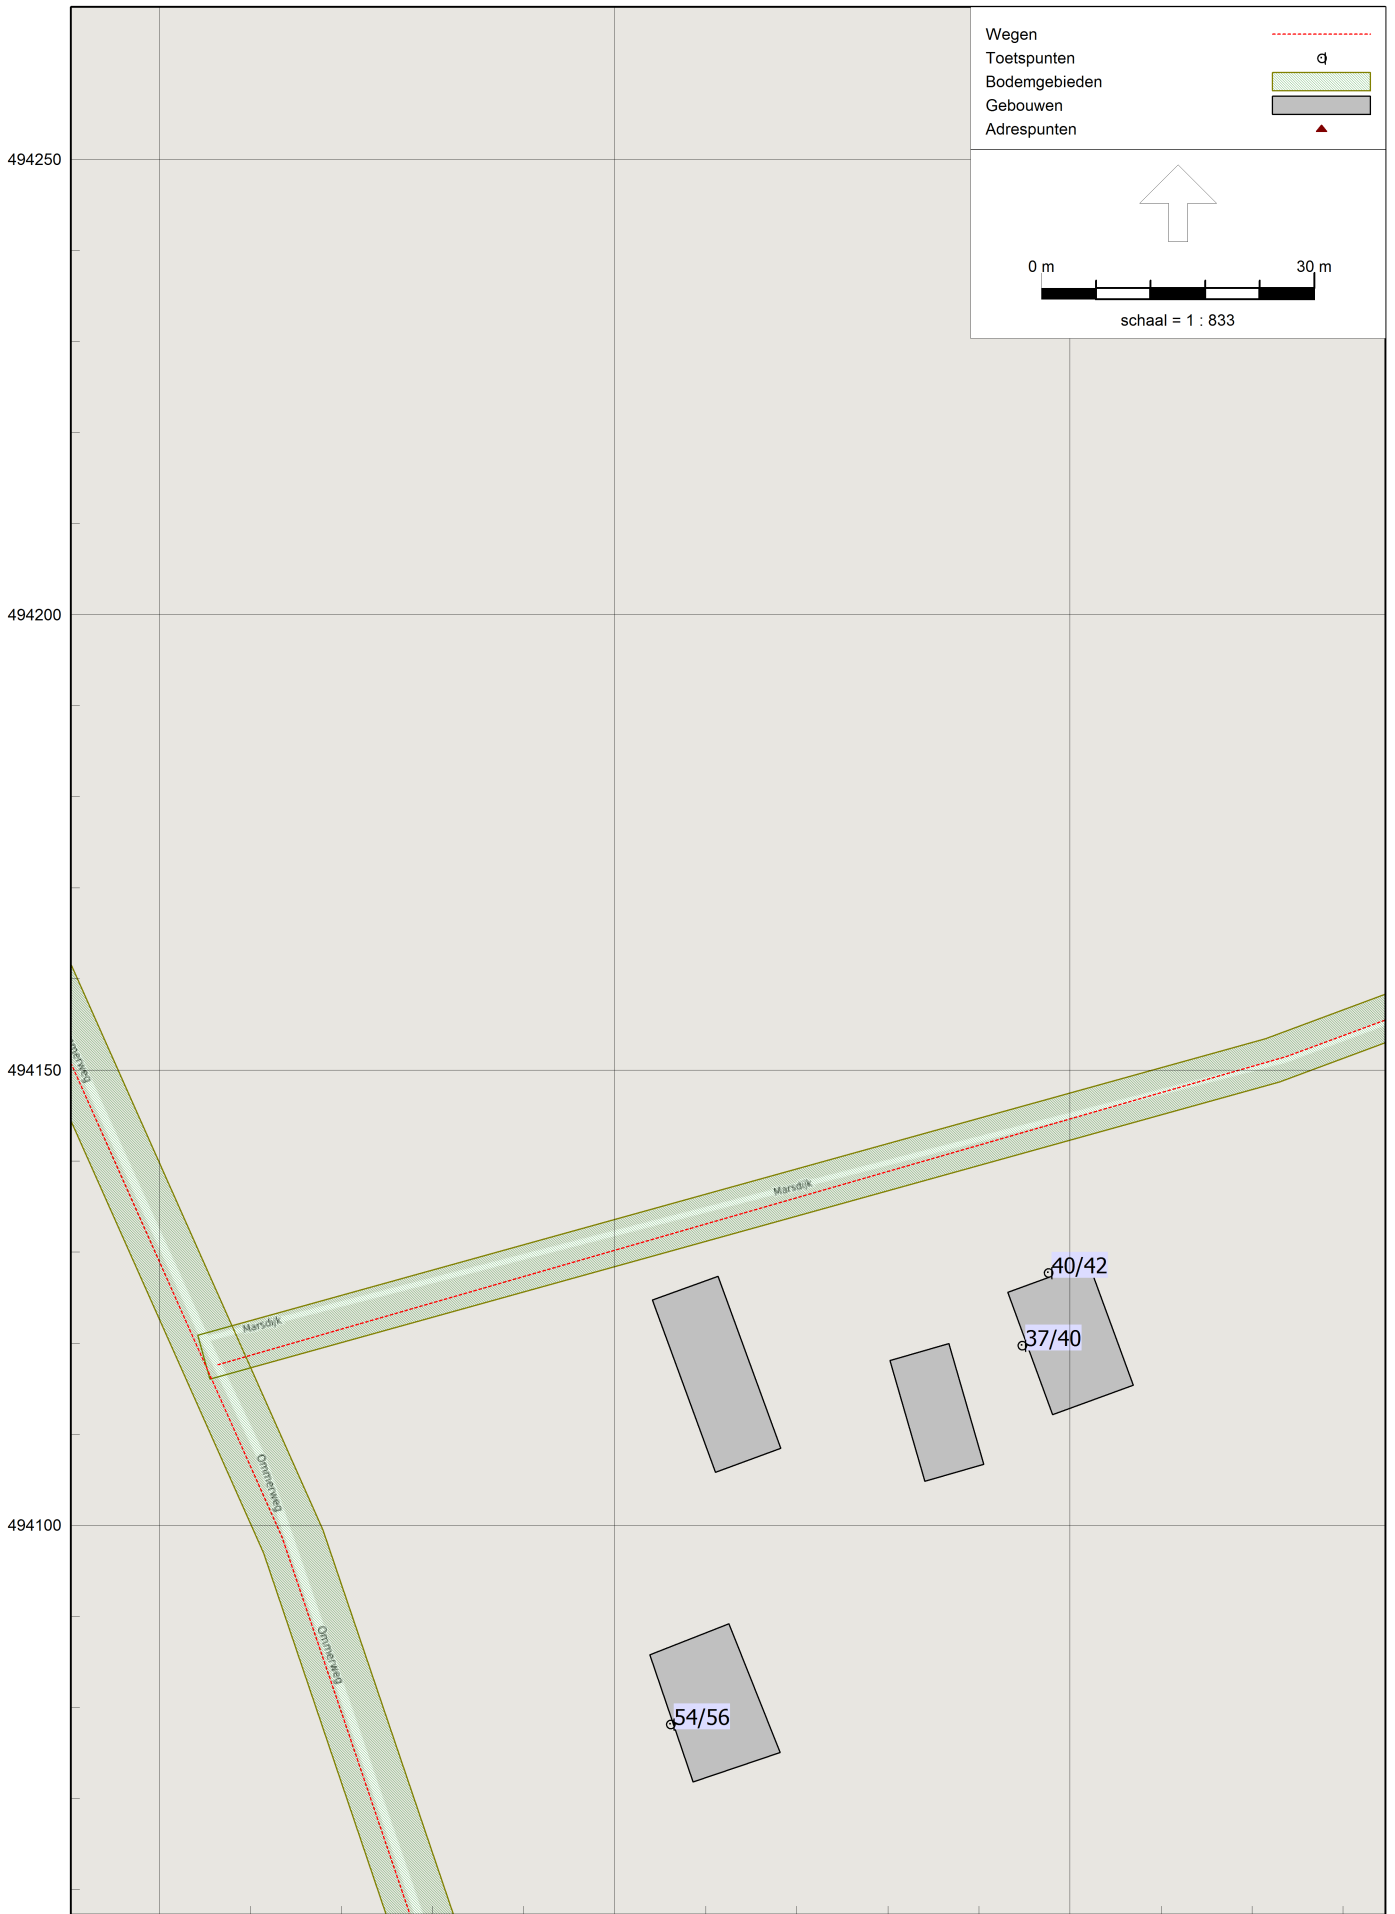 Wegen
Toetspunten
Bodemgebieden
Gebouwen
Adrespunten
0 m 30 m
schaal = 1 : 833
494250
494200
494150
494100
merweg
Marsdijk
Marsdijk
Ommerweg
Ommerweg
40/42
37/40
54/56